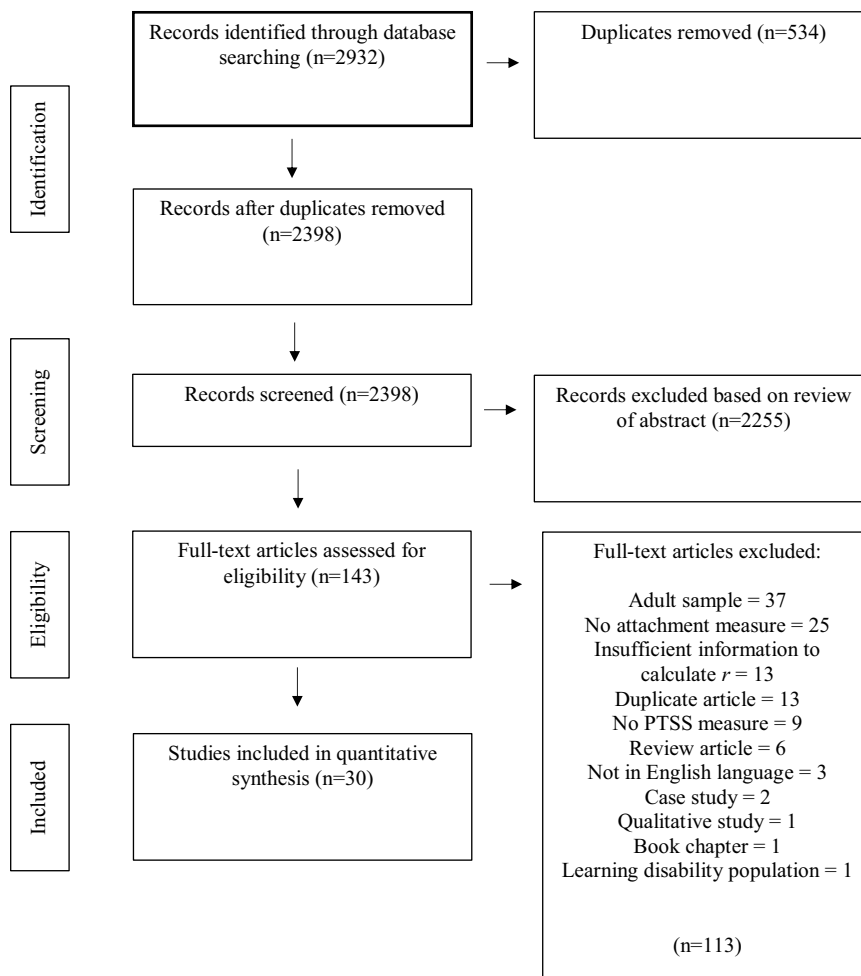 Records identified through database
searching (n=2932)
Duplicates removed (n=534)
Identification
Records after duplicates removed
(n=2398)
Screening
Records screened (n=2398)
Records excluded based on review
of abstract (n=2255)
Eligibility
Full-text articles assessed for
eligibility (n=143)
Full-text articles excluded:
Adult sample = 37
No attachment measure = 25
Insufficient information to
calculate r = 13
Duplicate article = 13
No PTSS measure = 9
Review article = 6
Not in English language = 3
Case study = 2
Qualitative study = 1
Book chapter = 1
Learning disability population = 1
(n=113)
Included
Studies included in quantitative
synthesis (n=30)